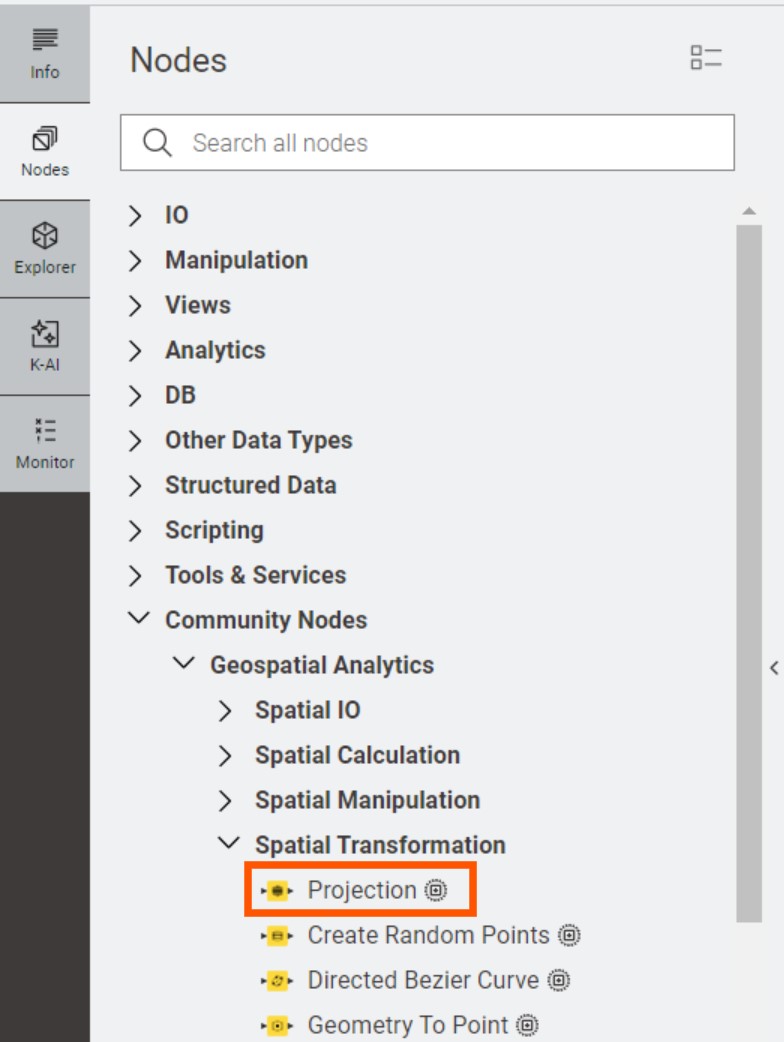 Info
Nodes
Explorer
K-AI
Monitor
Nodes
Search all nodes
IO
Manipulation
Views
Analytics
DB
Other Data Types
Structured Data
Scripting
Tools & Services
Community Nodes
Geospatial Analytics
Spatial IO
Spatial Calculation
Spatial Manipulation
Spatial Transformation
Projection
Create Random Points
Directed Bezier Curve
Geometry To Point